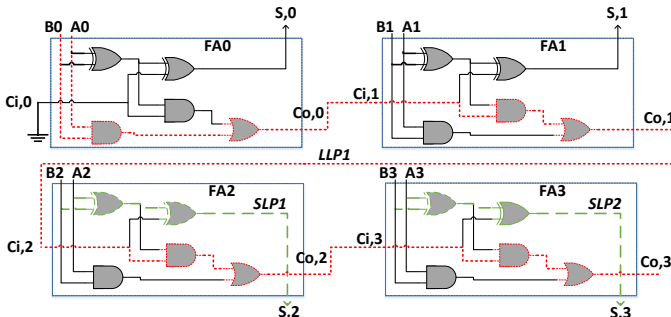 S,0
S,1
B0 A0
FA0
B1 A1
FA1
Ci,0
Co,0
Ci,1
Co,1
LLP1
B2 A2
FA2
SLP1
B3 A3
FA3
SLP2
Ci,2
Co,2
Ci,3
Co,3
S,2
S,3